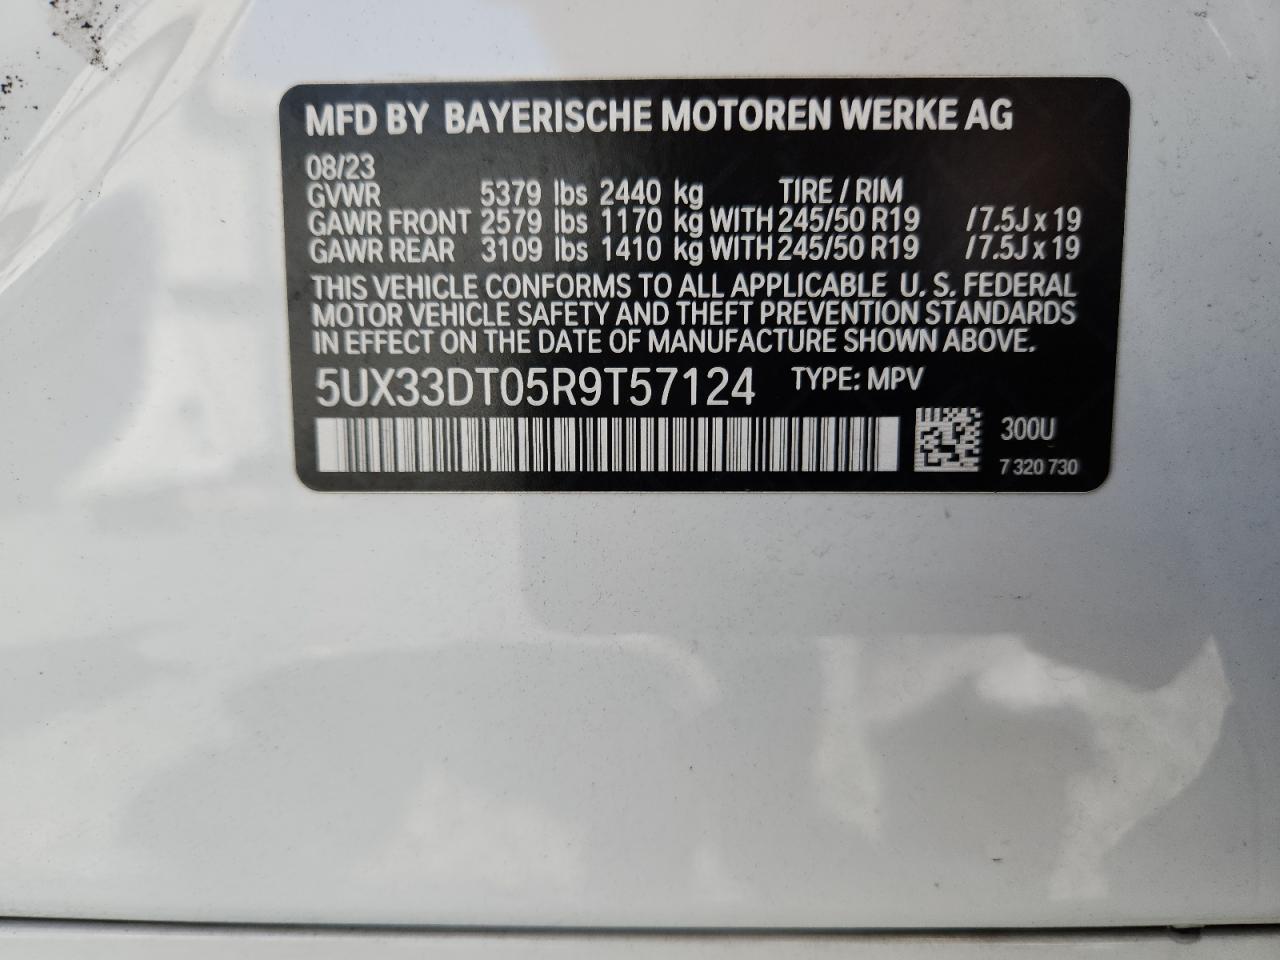 MFD BY BAYERISCHE MOTOREN WERKE AG
08/23
GVWR 5379 lbs 2440 kg TIRE / RIM
GAWR FRONT 2579 lbs 1170 kg WITH 245/50 R19 /7.5J x 19
GAWR REAR 3109 lbs 1410 kg WITH 245/50 R19 /7.5J x 19
THIS VEHICLE CONFORMS TO ALL APPLICABLE U. S. FEDERAL
MOTOR VEHICLE SAFETY AND THEFT PREVENTION STANDARDS
IN EFFECT ON THE DATE OF MANUFACTURE SHOWN ABOVE.
5UX33DT05R9T57124 TYPE: MPV
300U
7 320 730